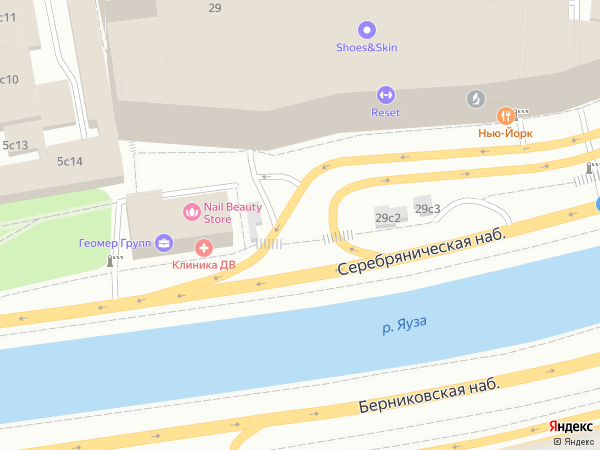 29
5с11
Shoes&Skin
с10
Reset
Нью-Йорк
5с13
5с14
Nail Beauty
Store
29с2
29с3
Геомер Групп
Клиника ДВ
Серебряническая наб.
р. Яуза
Берниковская наб.
Яндекс
© Яндекс